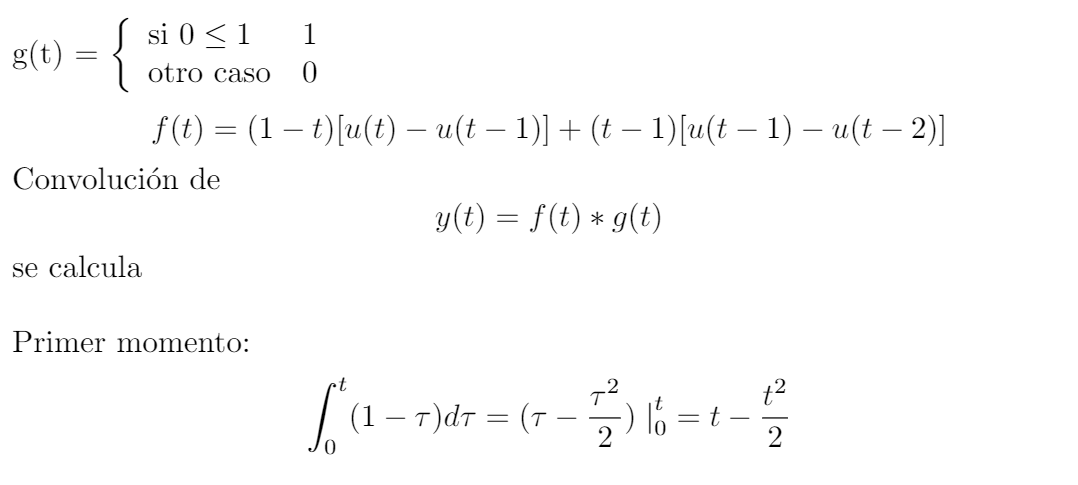 g(t) = { si 0 ≤ 1 1
otro caso 0
f(t) = (1 − t)[u(t) − u(t − 1)] + (t − 1)[u(t − 1) − u(t − 2)]
Convolución de
y(t) = f(t) ∗ g(t)
se calcula
Primer momento:
∫₀ᵗ (1 − τ)dτ = (τ − τ²/2) |₀ᵗ = t − t²/2